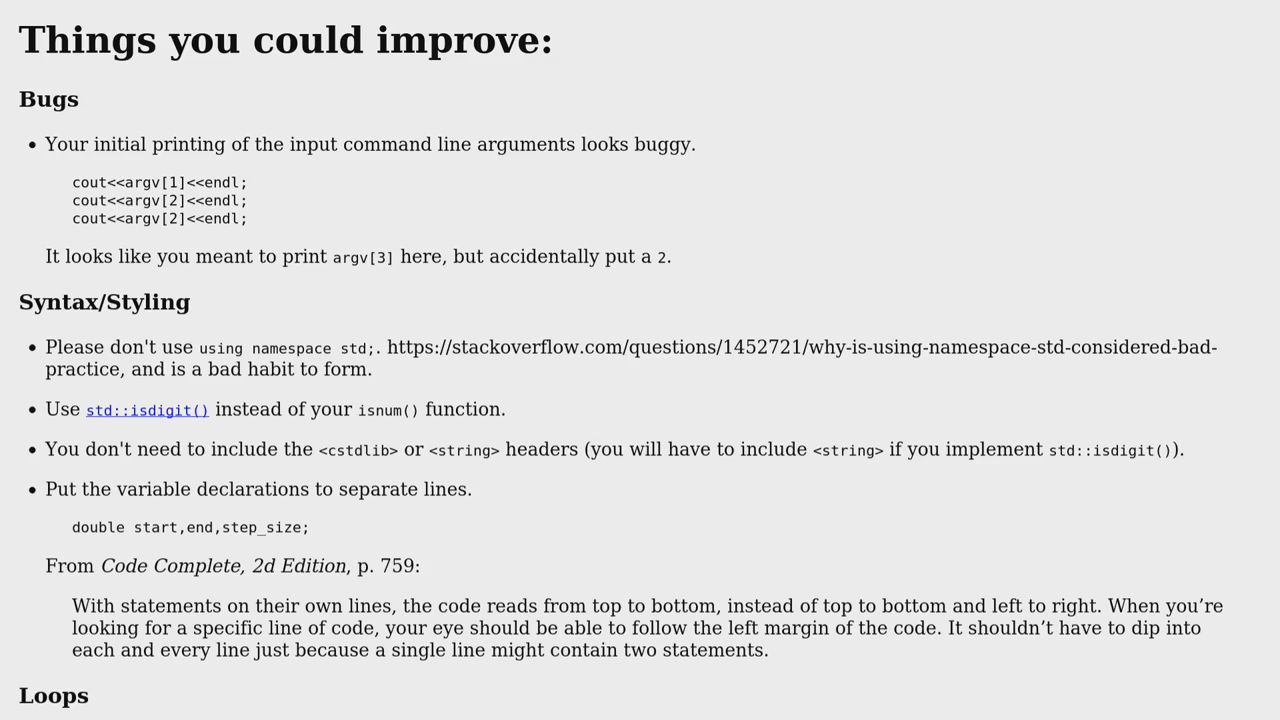 Things you could improve:
Bugs
• Your initial printing of the input command line arguments looks buggy.
cout<<argv[1]<<endl;
cout<<argv[2]<<endl;
cout<<argv[2]<<endl;
It looks like you meant to print argv[3] here, but accidentally put a 2.
Syntax/Styling
• Please don't use using namespace std;. https://stackoverflow.com/questions/1452721/why-is-using-namespace-std-considered-bad-
practice, and is a bad habit to form.
• Use std::isdigit() instead of your isnum() function.
• You don't need to include the <cstdlib> or <string> headers (you will have to include <string> if you implement std::isdigit()).
• Put the variable declarations to separate lines.
double start,end,step_size;
From Code Complete, 2d Edition, p. 759:
With statements on their own lines, the code reads from top to bottom, instead of top to bottom and left to right. When you’re
looking for a specific line of code, your eye should be able to follow the left margin of the code. It shouldn’t have to dip into
each and every line just because a single line might contain two statements.
Loops